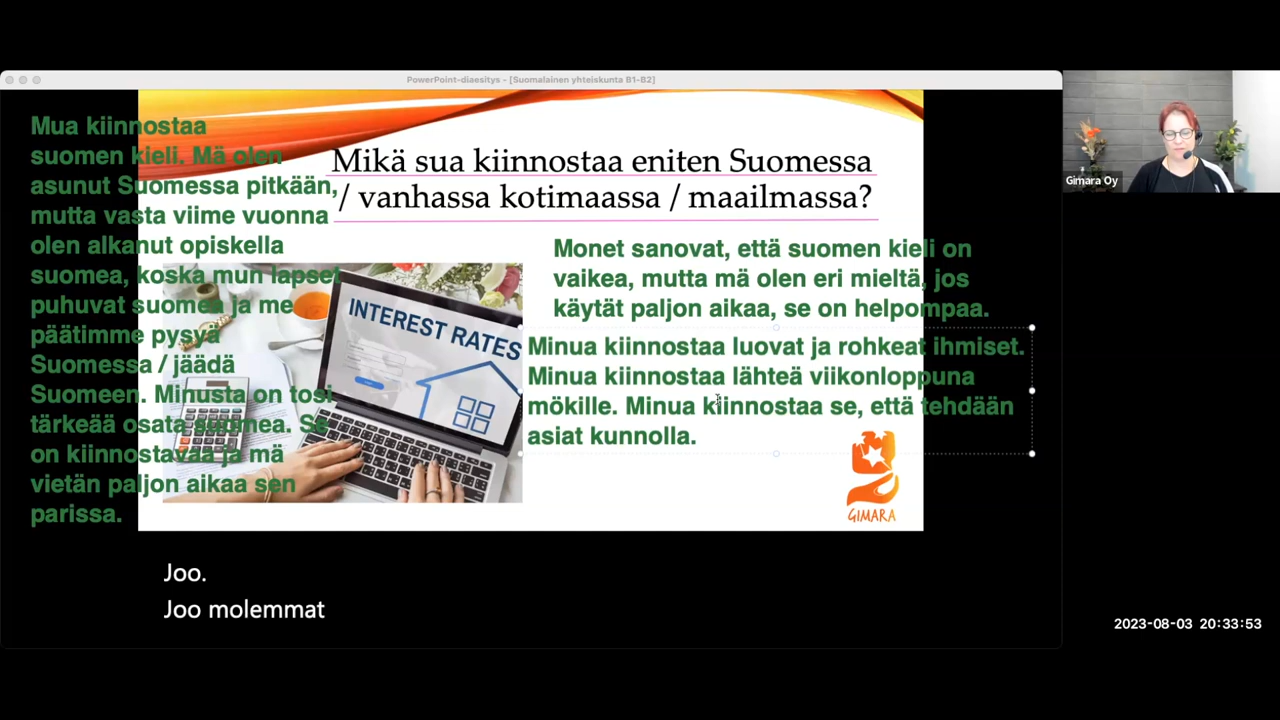 PowerPoint-diaesitys - [Suomalainen yhteiskunta B1-B2]
Mua kiinnostaa
suomen kieli. Mä olen
asunut Suomessa pitkään,
mutta vasta viime vuonna
olen alkanut opiskella
suomea, koska mun lapset
puhuvat suomea ja me
päätimme pysyä
Suomessa / jäädä
Suomeen. Minusta on tosi
tärkeää osata suomea. Se
on kiinnostavaa ja mä
vietän paljon aikaa sen
parissa.
Mikä sua kiinnostaa eniten Suomessa
/ vanhassa kotimaassa / maailmassa?
INTEREST RATES
Monet sanovat, että suomen kieli on
vaikea, mutta mä olen eri mieltä, jos
käytät paljon aikaa, se on helpompaa.
Minua kiinnostaa luovat ja rohkeat ihmiset.
Minua kiinnostaa lähteä viikonloppuna
mökille. Minua kiinnostaa se, että tehdään
asiat kunnolla.
GIMARA
Joo.
Joo molemmat
Gimara Oy
2023-08-03 20:33:53